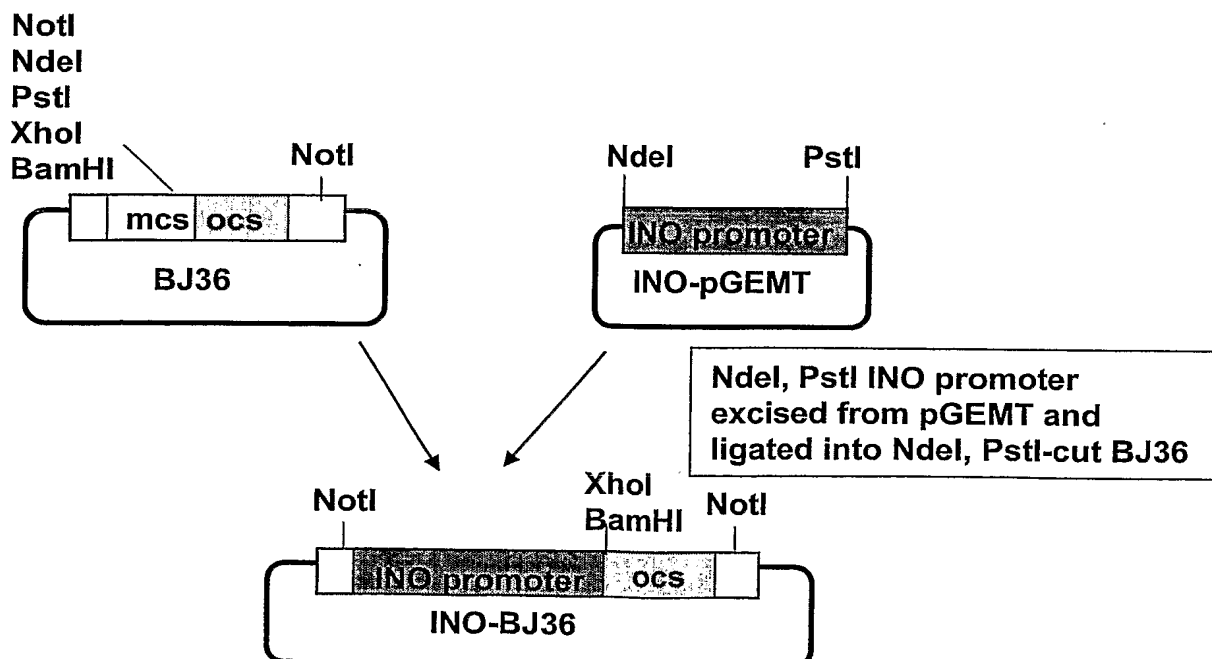 NotI
NdeI
PstI
XhoI
BamHI
NotI
mcs
ocs
BJ36
NdeI
PstI
INO promoter
INO-pGEMT
NdeI, PstI INO promoter
excised from pGEMT and
ligated into NdeI, PstI-cut BJ36
NotI
XhoI
BamHI
NotI
INO promoter
ocs
INO-BJ36